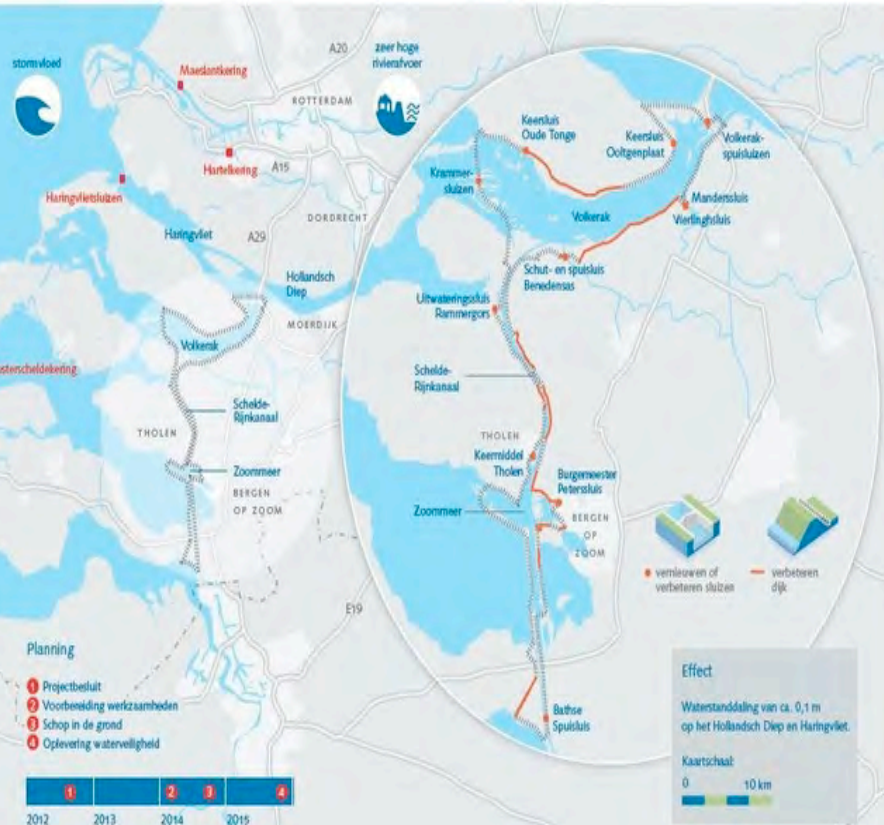 stormvloed
Maeslantkering
A20
zeer hoge
rivierafvoer
ROTTERDAM
Hartelkering
A15
Haringvlietsluizen
DORDRECHT
Haringvliet
A29
Hollandsch
Diep
MOERDIJK
Volkerak
sterscheldekering
Schelde-
Rijnkanaal
THOLEN
Zoommeer
BERGEN
OP ZOOM
E19
Keersluis
Oude Tonge
Keersluis
Ooltgenplaat
Volkerak-
spuisluizen
Krammer-
sluizen
Manderssluis
Vierlinghsluis
Volkerak
Schut- en spuisluis
Benedensas
Uitwateringssluis
Rammergors
Schelde-
Rijnkanaal
THOLEN
Keermiddel
Tholen
Burgemeester
Peterssluis
Zoommeer
BERGEN
OP
ZOOM
vernieuwen of
verbeteren sluizen
verbeteren
dijk
Bathse
Spuisluis
Planning
1 Projectbesluit
2 Voorbereiding werkzaamheden
3 Schop in de grond
4 Oplevering waterveiligheid
1 2 3 4
2012 2013 2014 2015
Effect
Waterstanddaling van ca. 0,1 m
op het Hollandsch Diep en Haringvliet.
Kaartschaal:
0 10 km